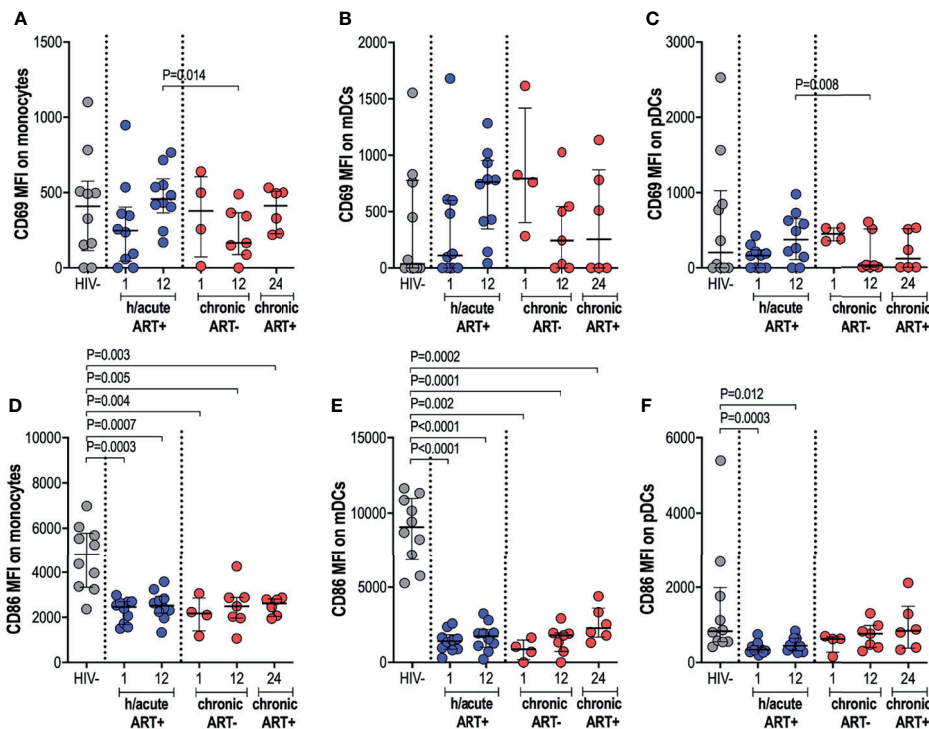 A
CD69 MFI on monocytes
1500
1000
500
0
P=0.014
HIV-
1
12
1
12
24
h/acute
ART+
chronic
ART-
chronic
ART+
B
CD69 MFI on mDCs
2000
1500
1000
500
0
HIV-
1
12
1
12
24
h/acute
ART+
chronic
ART-
chronic
ART+
C
CD69 MFI on pDCs
3000
2000
1000
0
P=0.008
HIV-
1
12
1
12
24
h/acute
ART+
chronic
ART-
chronic
ART+
D
CD86 MFI on monocytes
P=0.003
P=0.005
P=0.004
P=0.0007
P=0.0003
10000
8000
6000
4000
2000
0
HIV-
1
12
1
12
24
h/acute
ART+
chronic
ART-
chronic
ART+
E
CD86 MFI on mDCs
P=0.0002
P=0.0001
P=0.002
P<0.0001
P<0.0001
15000
10000
5000
0
HIV-
1
12
1
12
24
h/acute
ART+
chronic
ART-
chronic
ART+
F
CD86 MFI on pDCs
P=0.012
P=0.0003
6000
4000
2000
0
HIV-
1
12
1
12
24
h/acute
ART+
chronic
ART-
chronic
ART+